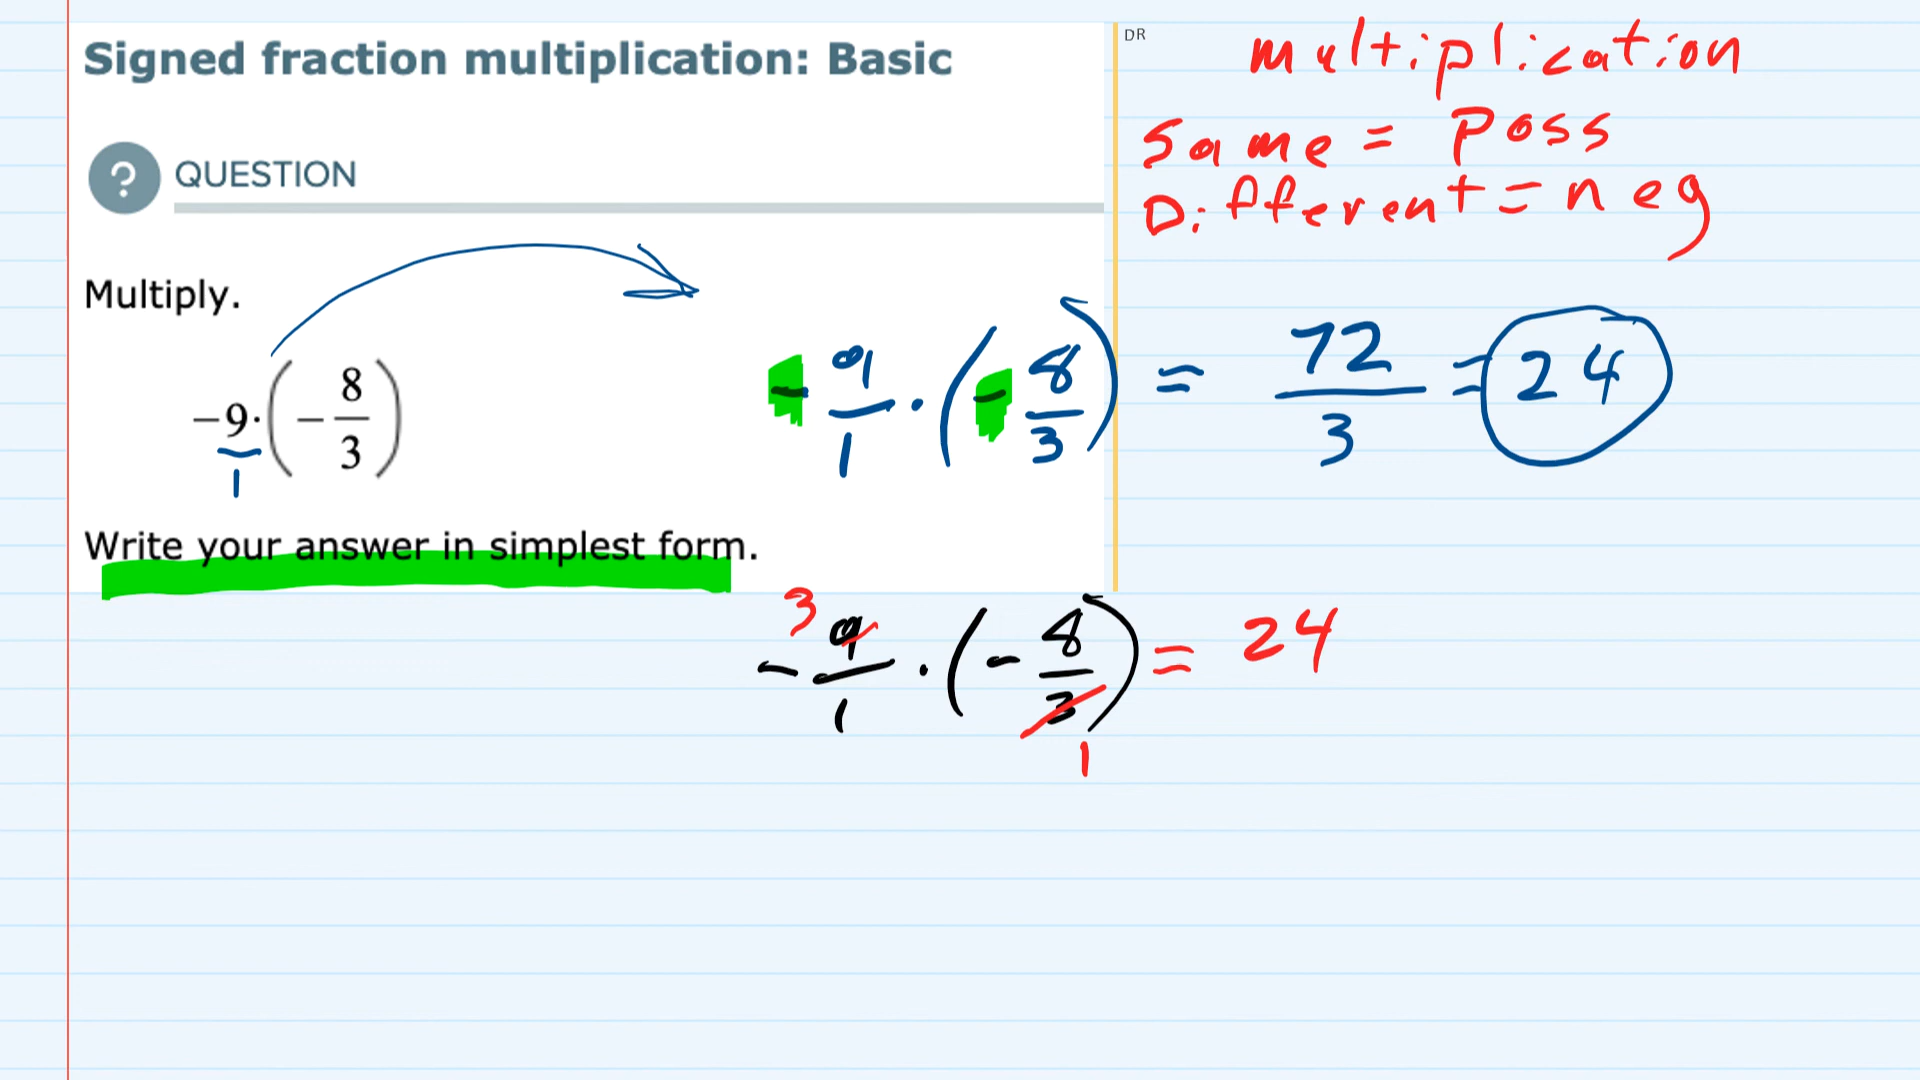 Signed fraction multiplication: Basic
DR
multiplication
Same = Poss
Different = neg
? QUESTION
Multiply.
-9/1 · (-8/3)
-9/1 · (-8/3) = 72/3 = 24
Write your answer in simplest form.
3
-9/1 · (-8/3) = 24
1